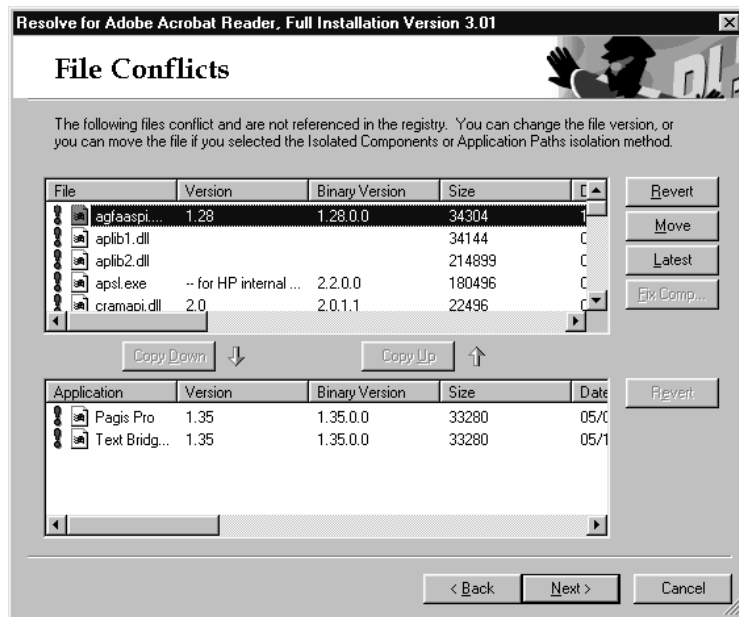 Resolve for Adobe Acrobat Reader, Full Installation Version 3.01
File Conflicts
The following files conflict and are not referenced in the registry. You can change the file version, or
you can move the file if you selected the Isolated Components or Application Paths isolation method.
File Version Binary Version Size
agfaaspi.... 1.28 1.28.0.0 34304
aplib1.dll 34144
aplib2.dll 214899
apsl.exe -- for HP internal ... 2.2.0.0 180496
cramapi.dll 2.0 2.0.1.1 22496
Revert
Move
Latest
Fix Comp...
Copy Down Copy Up
Application Version Binary Version Size Date
Pagis Pro 1.35 1.35.0.0 33280 05/0
Text Bridg... 1.35 1.35.0.0 33280 05/1
Revert
< Back Next > Cancel